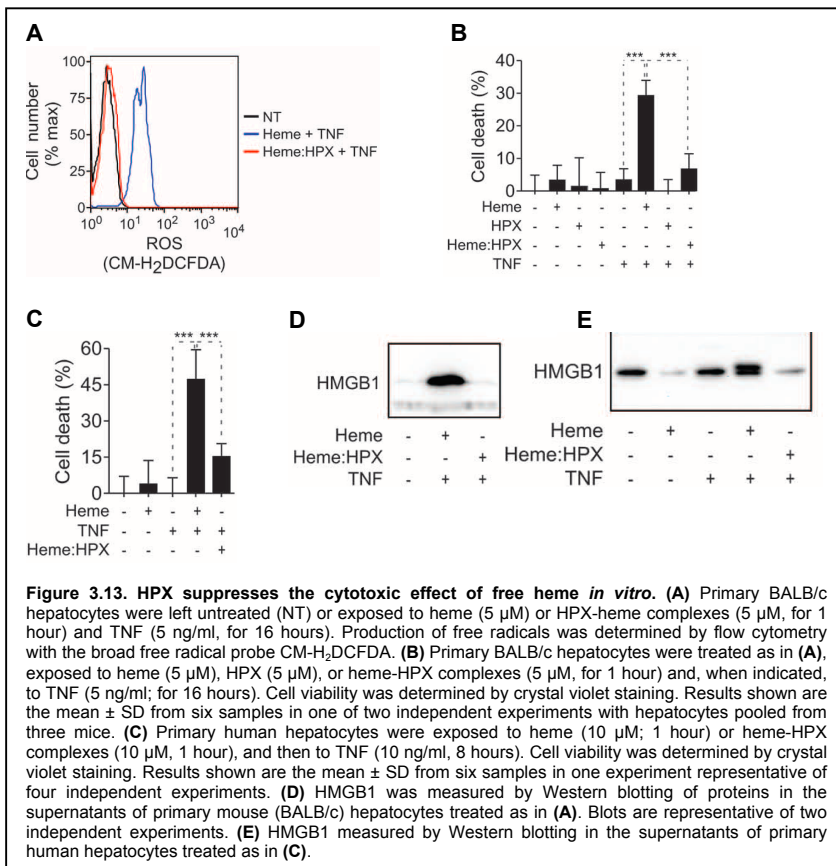 A
Cell number
(% max)
100
75
50
25
0
10⁰ 10¹ 10² 10³ 10⁴
ROS
(CM-H₂DCFDA)
NT
Heme + TNF
Heme:HPX + TNF
B
Cell death (%)
40
30
20
10
0
*** ***
Heme - + - - - + - -
HPX - - + - - - + -
Heme:HPX - - - + - - - +
TNF - - - - + + + +
C
Cell death (%)
60
45
30
15
0
*** ***
Heme - + - + -
TNF - - + + +
Heme:HPX - - - - +
D
HMGB1
Heme - + -
Heme:HPX - - +
TNF - + +
E
HMGB1
Heme - + - + -
Heme:HPX - - - - +
TNF - - + + +
Figure 3.13. HPX suppresses the cytotoxic effect of free heme in vitro. (A) Primary BALB/c
hepatocytes were left untreated (NT) or exposed to heme (5 µM) or HPX-heme complexes (5 µM, for 1
hour) and TNF (5 ng/ml, for 16 hours). Production of free radicals was determined by flow cytometry
with the broad free radical probe CM-H₂DCFDA. (B) Primary BALB/c hepatocytes were treated as in (A),
exposed to heme (5 µM), HPX (5 µM), or heme-HPX complexes (5 µM, for 1 hour) and, when indicated,
to TNF (5 ng/ml; for 16 hours). Cell viability was determined by crystal violet staining. Results shown are
the mean ± SD from six samples in one of two independent experiments with hepatocytes pooled from
three mice. (C) Primary human hepatocytes were exposed to heme (10 µM; 1 hour) or heme-HPX
complexes (10 µM, 1 hour), and then to TNF (10 ng/ml, 8 hours). Cell viability was determined by crystal
violet staining. Results shown are the mean ± SD from six samples in one experiment representative of
four independent experiments. (D) HMGB1 was measured by Western blotting of proteins in the
supernatants of primary mouse (BALB/c) hepatocytes treated as in (A). Blots are representative of two
independent experiments. (E) HMGB1 measured by Western blotting in the supernatants of primary
human hepatocytes treated as in (C).